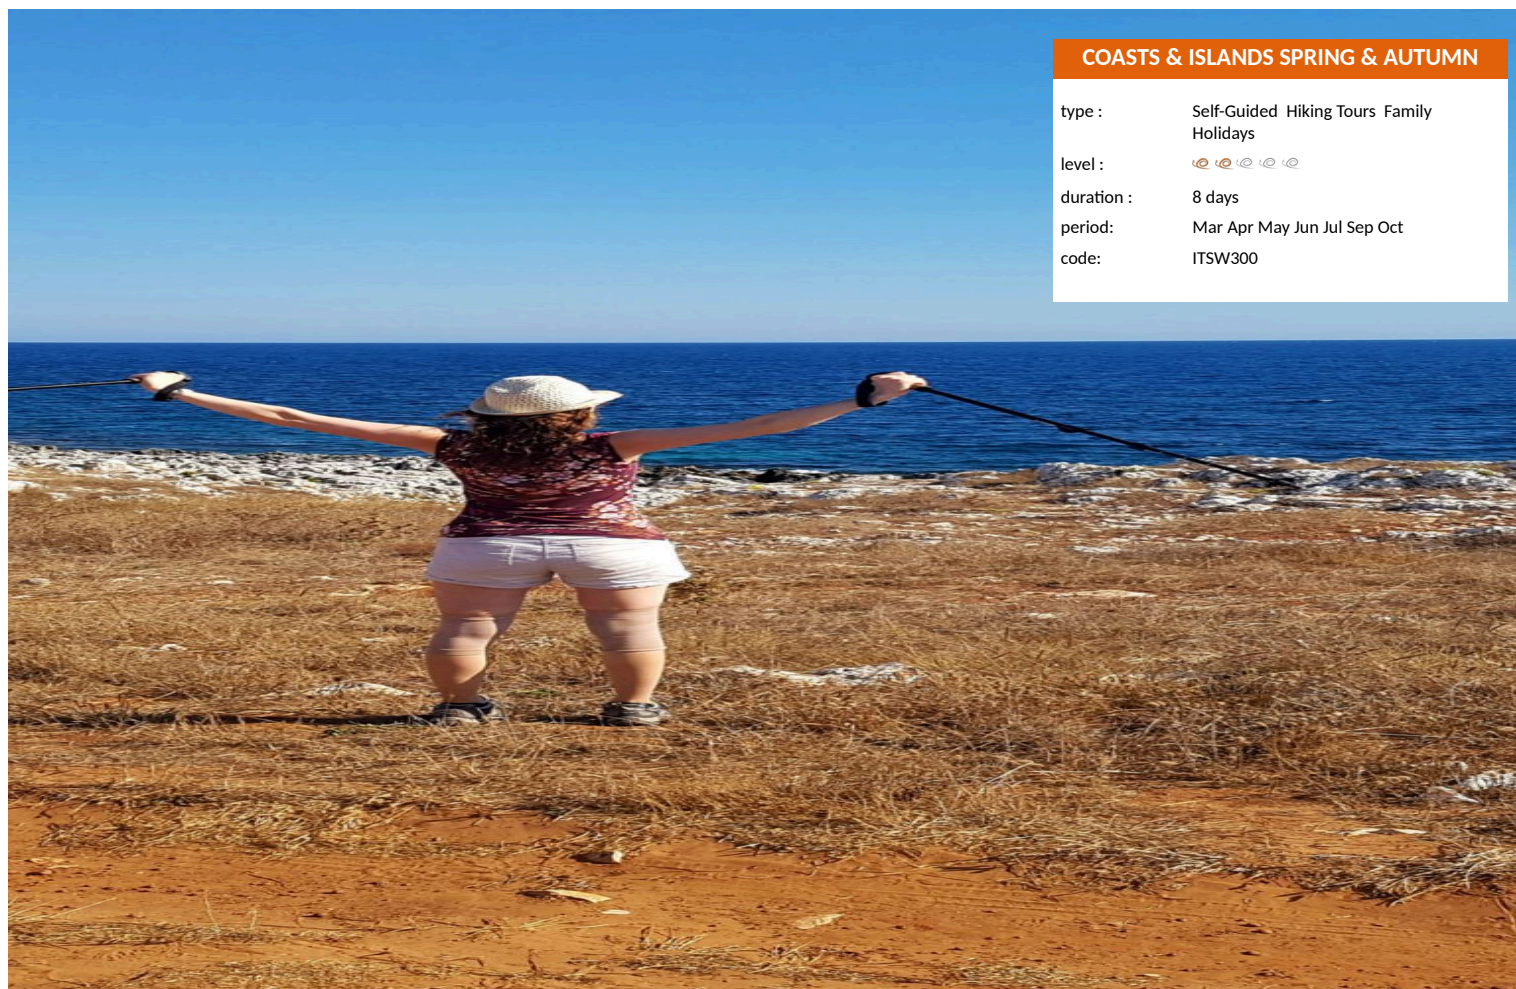 COASTS & ISLANDS SPRING & AUTUMN
type : Self-Guided Hiking Tours Family
Holidays
level :
duration : 8 days
period: Mar Apr May Jun Jul Sep Oct
code: ITSW300